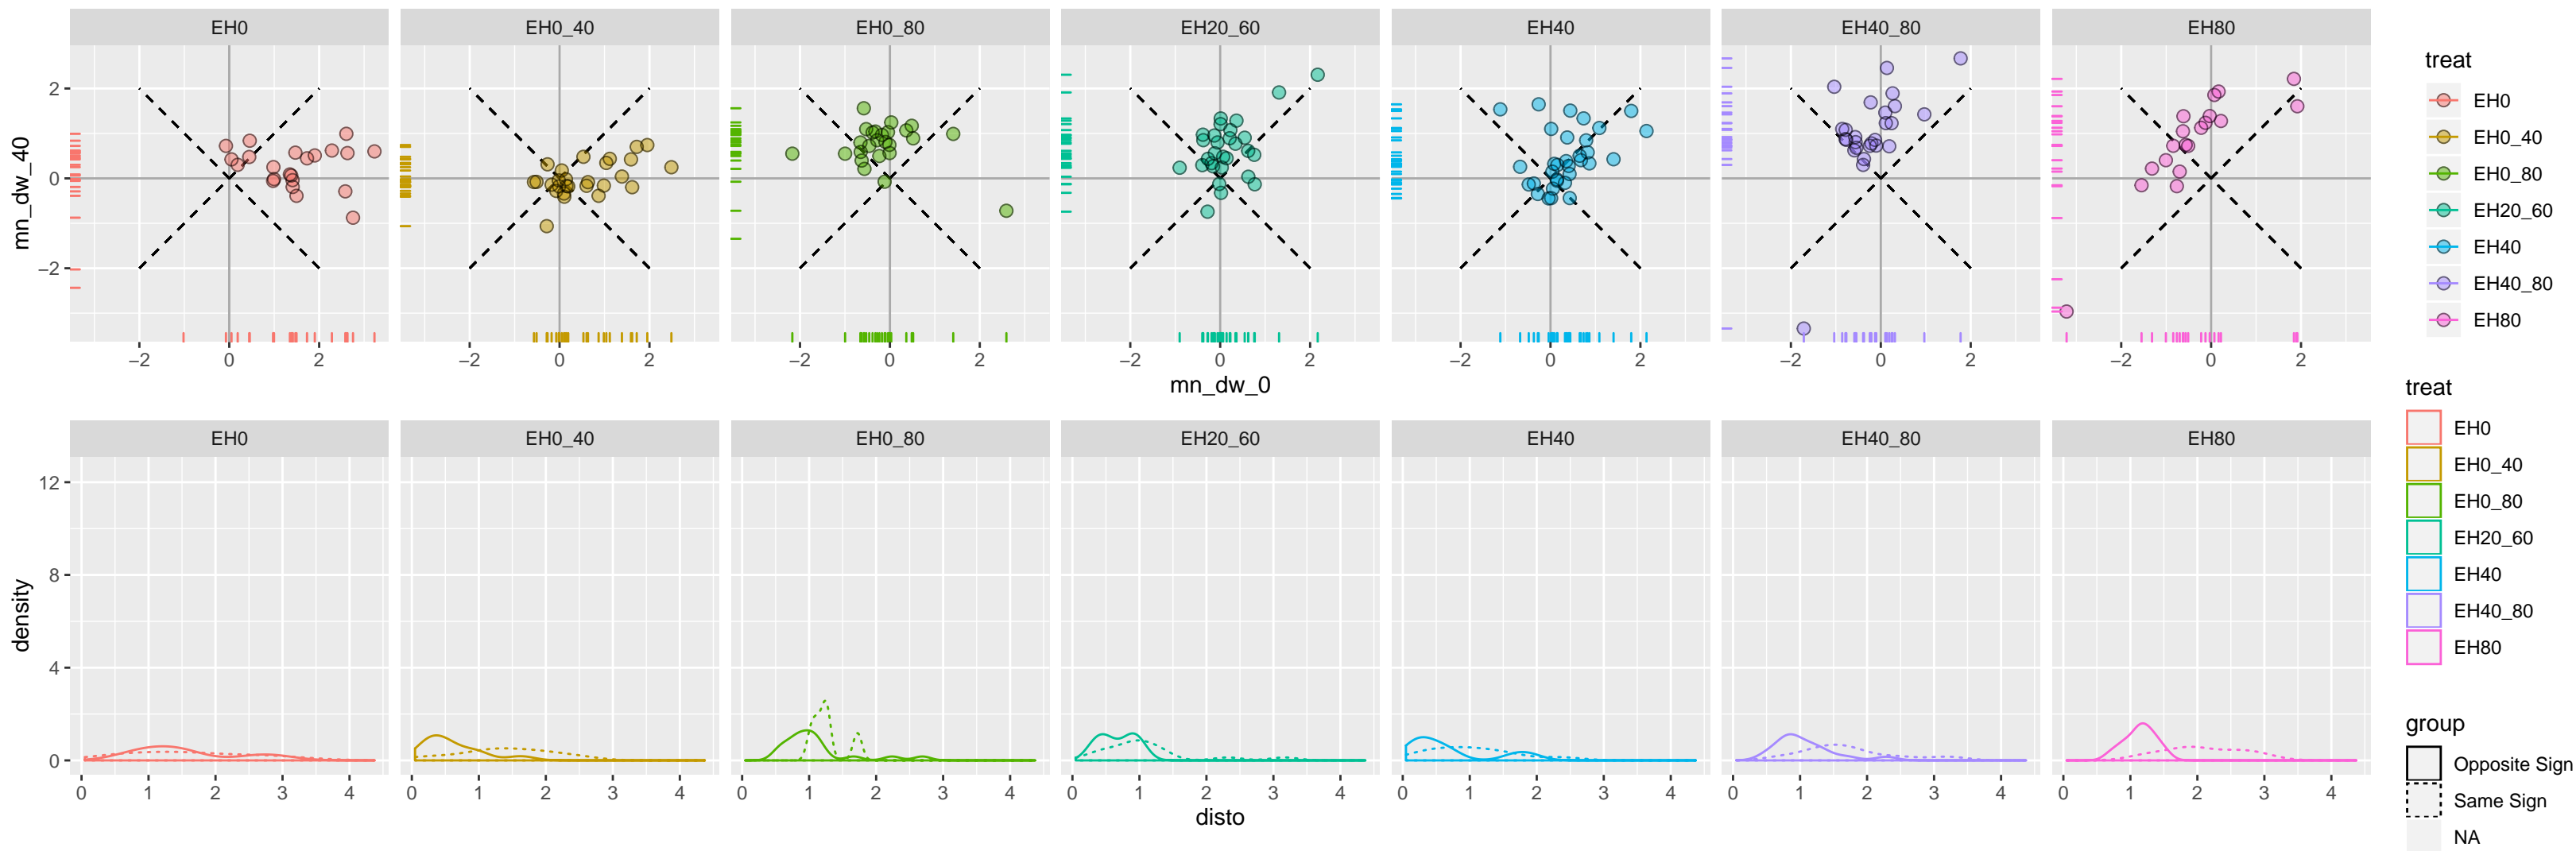 EH0 EH0_40 EH0_80 EH20_60 EH40 EH40_80 EH80
mn_dw_40
2
0
−2
−2 0 2 −2 0 2 −2 0 2 −2 0 2 −2 0 2 −2 0 2 −2 0 2
mn_dw_0
treat
EH0
EH0_40
EH0_80
EH20_60
EH40
EH40_80
EH80
EH0 EH0_40 EH0_80 EH20_60 EH40 EH40_80 EH80
density
12
8
4
0
0 1 2 3 4 0 1 2 3 4 0 1 2 3 4 0 1 2 3 4 0 1 2 3 4 0 1 2 3 4 0 1 2 3 4
disto
treat
EH0
EH0_40
EH0_80
EH20_60
EH40
EH40_80
EH80
group
Opposite Sign
Same Sign
NA